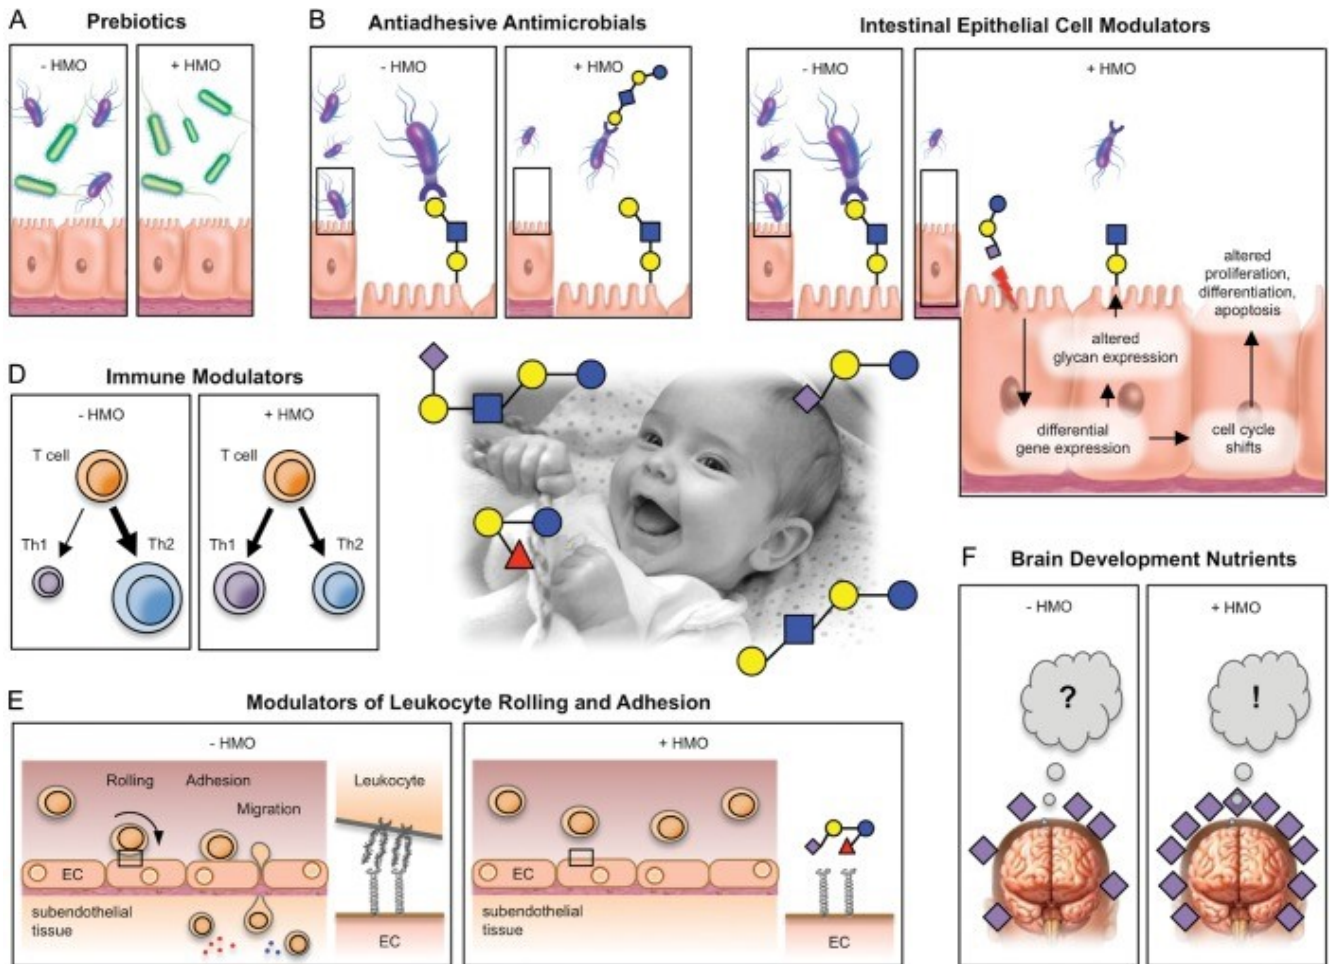 A
Prebiotics
- HMO
+ HMO
B
Antiadhesive Antimicrobials
- HMO
+ HMO
Intestinal Epithelial Cell Modulators
- HMO
+ HMO
altered
proliferation,
differentiation,
apoptosis
altered
glycan expression
differential
gene expression
cell cycle
shifts
D
Immune Modulators
- HMO
T cell
Th1
Th2
+ HMO
T cell
Th1
Th2
E
Modulators of Leukocyte Rolling and Adhesion
- HMO
Rolling
Adhesion
Migration
EC
subendothelial
tissue
Leukocyte
EC
+ HMO
EC
subendothelial
tissue
EC
F
Brain Development Nutrients
- HMO
?
+ HMO
!